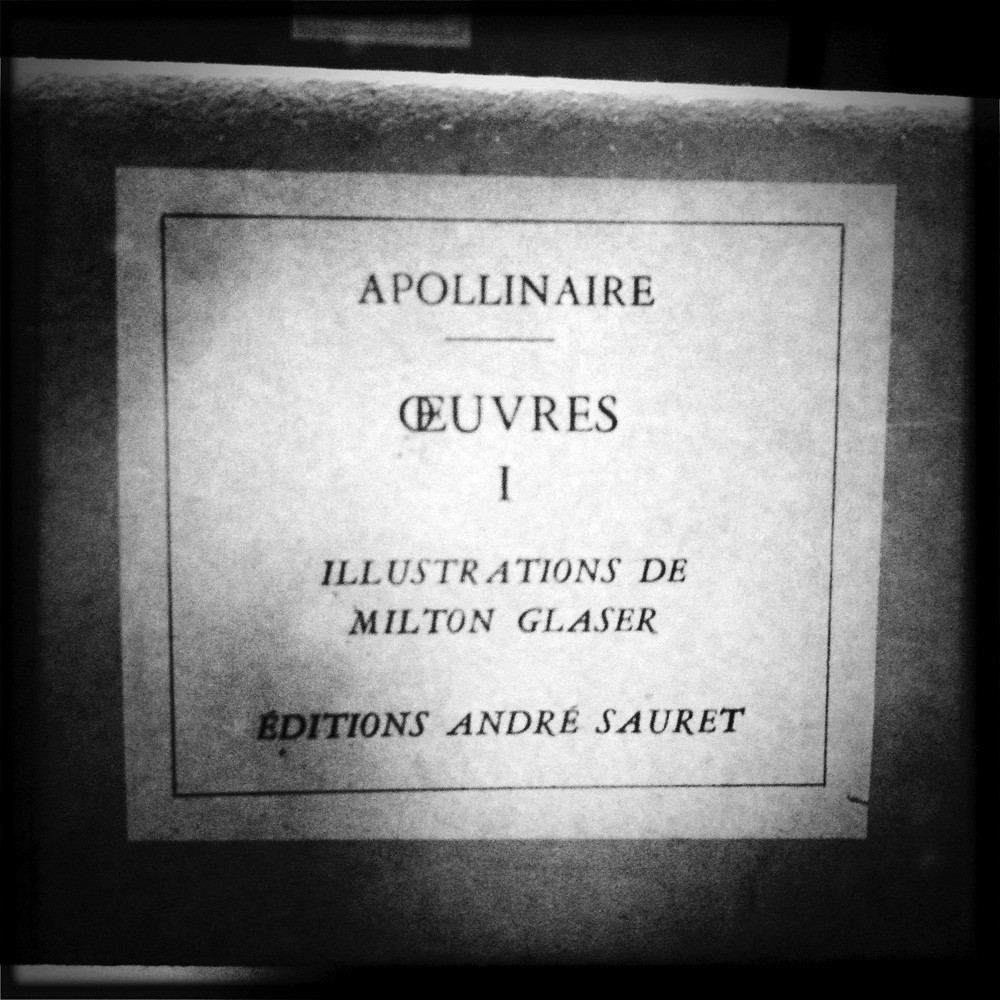 APOLLINAIRE
ŒUVRES
I
ILLUSTRATIONS DE
MILTON GLASER
ÉDITIONS ANDRÉ SAURET